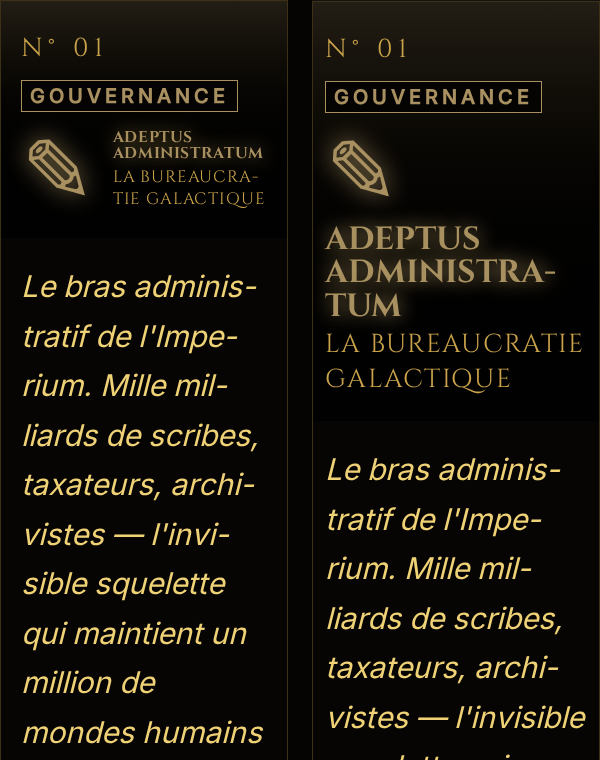 N° 01
GOUVERNANCE
ADEPTUS
ADMINISTRATUM
LA BUREAUCRA-
TIE GALACTIQUE
Le bras adminis-
tratif de l'Impe-
rium. Mille mil-
liards de scribes,
taxateurs, archi-
vistes — l'invi-
sible squelette
qui maintient un
million de
mondes humains
N° 01
GOUVERNANCE
ADEPTUS
ADMINISTRA-
TUM
LA BUREAUCRATIE
GALACTIQUE
Le bras adminis-
tratif de l'Impe-
rium. Mille mil-
liards de scribes,
taxateurs, archi-
vistes — l'invisible